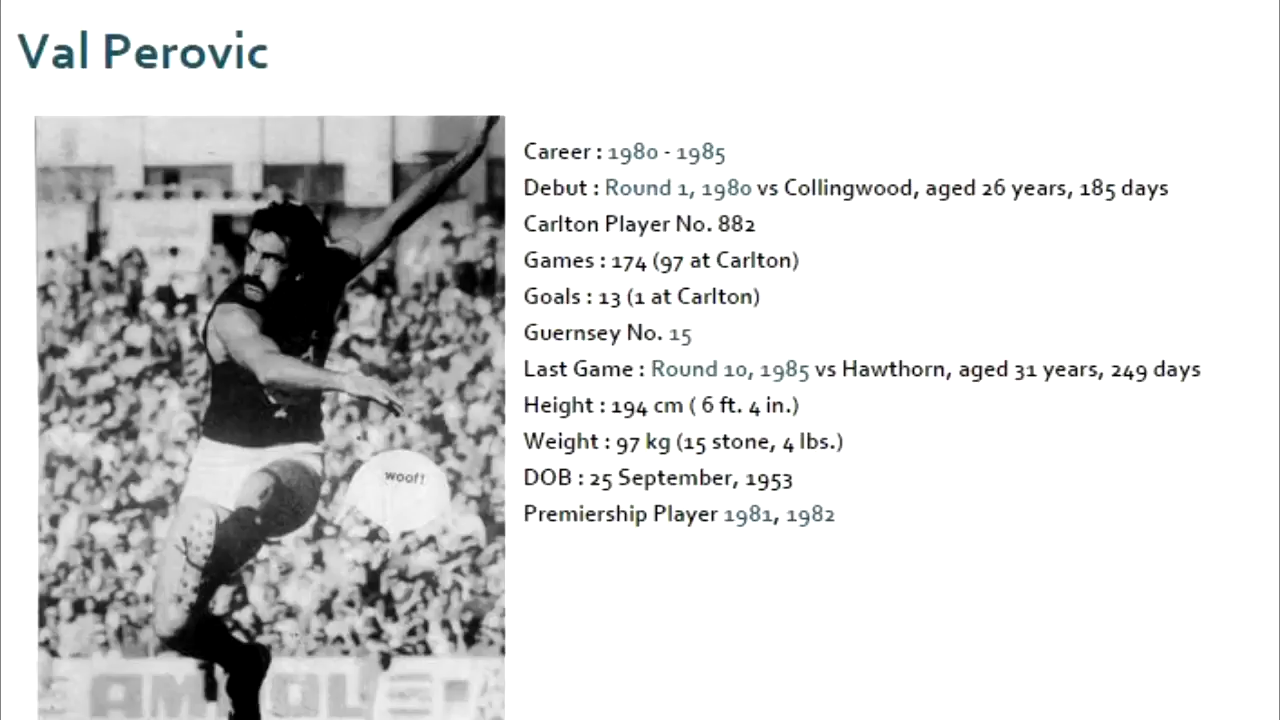 Val Perovic
Career : 1980 - 1985
Debut : Round 1, 1980 vs Collingwood, aged 26 years, 185 days
Carlton Player No. 882
Games : 174 (97 at Carlton)
Goals : 13 (1 at Carlton)
Guernsey No. 15
Last Game : Round 10, 1985 vs Hawthorn, aged 31 years, 249 days
Height : 194 cm ( 6 ft. 4 in.)
Weight : 97 kg (15 stone, 4 lbs.)
DOB : 25 September, 1953
Premiership Player 1981, 1982
woof!